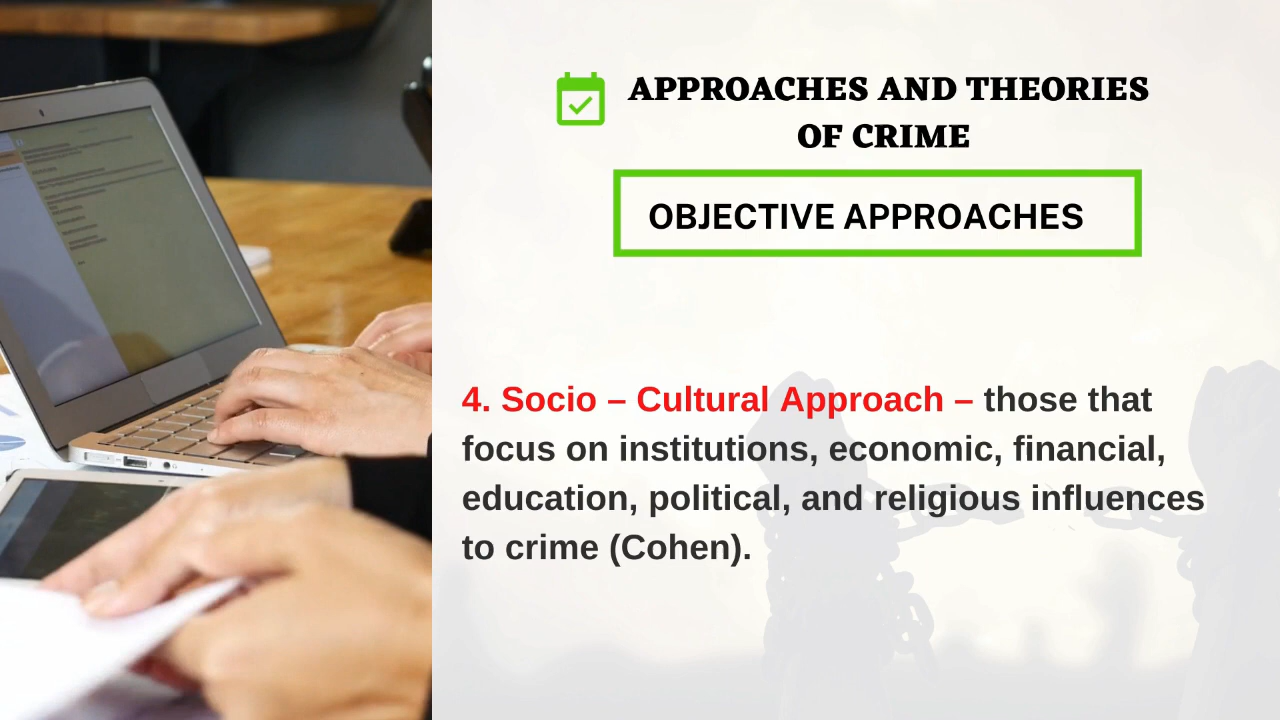 APPROACHES AND THEORIES
OF CRIME
OBJECTIVE APPROACHES
4. Socio – Cultural Approach – those that
focus on institutions, economic, financial,
education, political, and religious influences
to crime (Cohen).